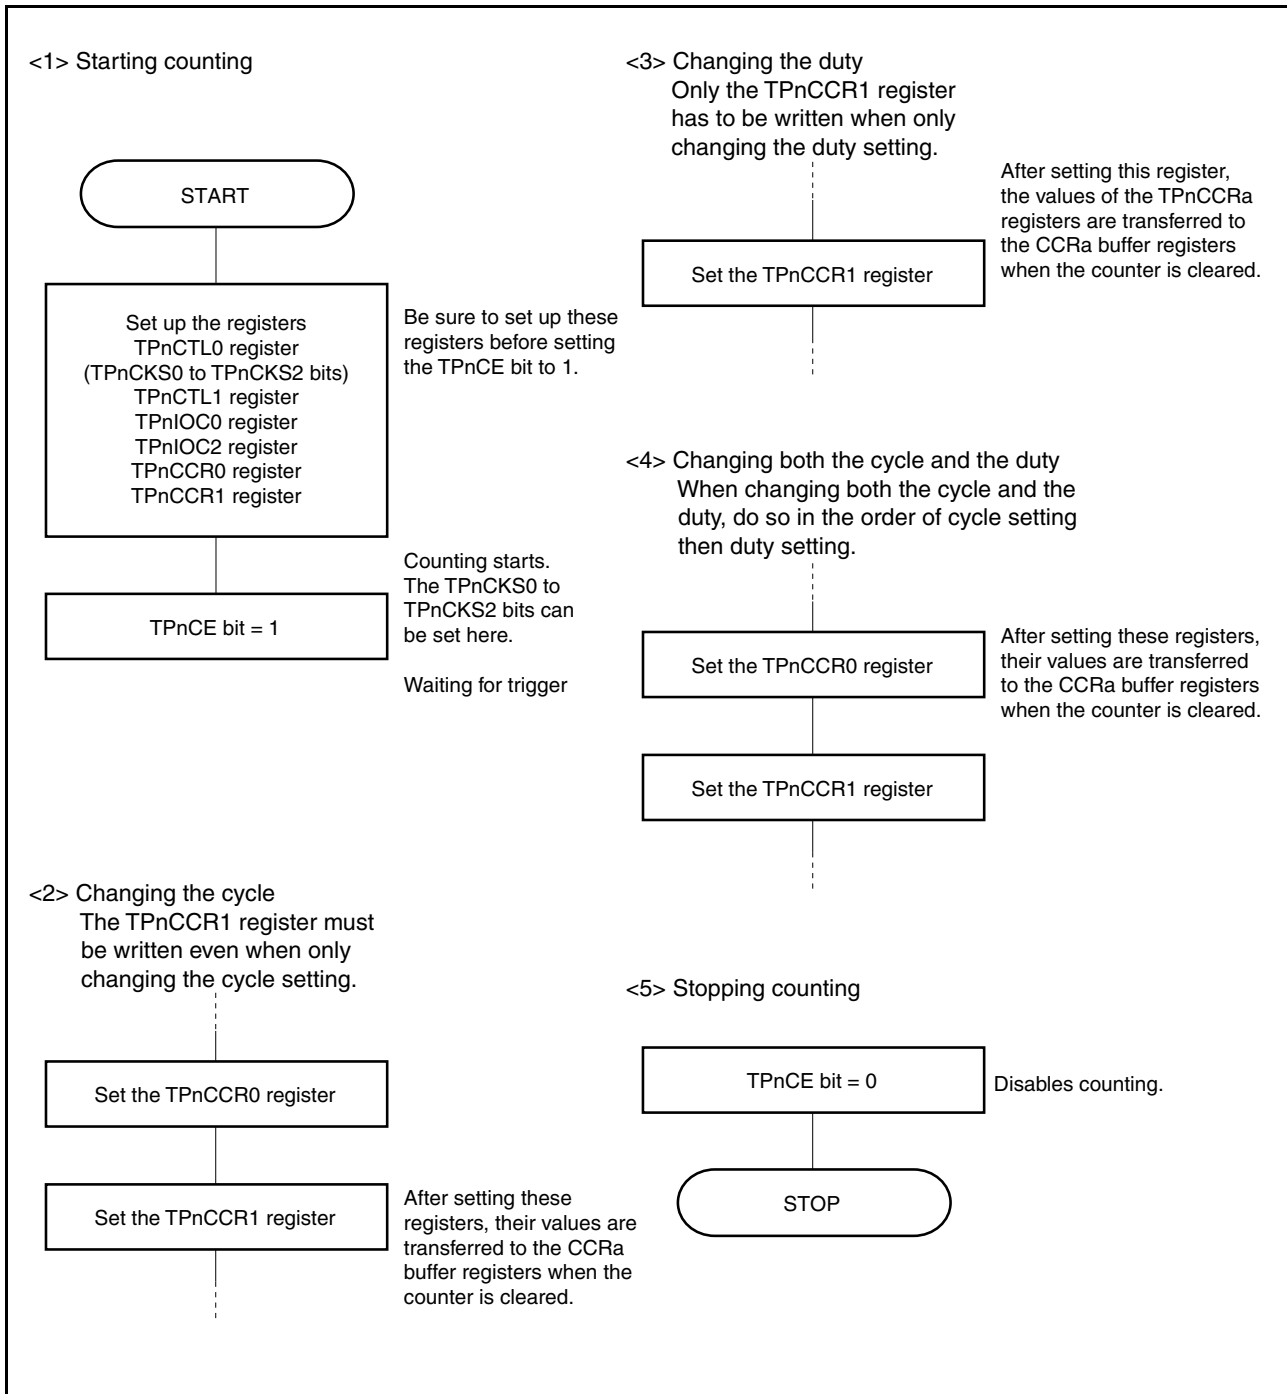 <1> Starting counting
START
Set up the registers
TPnCTL0 register
(TPnCKS0 to TPnCKS2 bits)
TPnCTL1 register
TPnIOC0 register
TPnIOC2 register
TPnCCR0 register
TPnCCR1 register
Be sure to set up these
registers before setting
the TPnCE bit to 1.
TPnCE bit = 1
Counting starts.
The TPnCKS0 to
TPnCKS2 bits can
be set here.
Waiting for trigger
<2> Changing the cycle
The TPnCCR1 register must
be written even when only
changing the cycle setting.
Set the TPnCCR0 register
Set the TPnCCR1 register
After setting these
registers, their values are
transferred to the CCRa
buffer registers when the
counter is cleared.
<3> Changing the duty
Only the TPnCCR1 register
has to be written when only
changing the duty setting.
Set the TPnCCR1 register
After setting this register,
the values of the TPnCCRa
registers are transferred to
the CCRa buffer registers
when the counter is cleared.
<4> Changing both the cycle and the duty
When changing both the cycle and the
duty, do so in the order of cycle setting
then duty setting.
Set the TPnCCR0 register
After setting these registers,
their values are transferred
to the CCRa buffer registers
when the counter is cleared.
Set the TPnCCR1 register
<5> Stopping counting
TPnCE bit = 0
Disables counting.
STOP